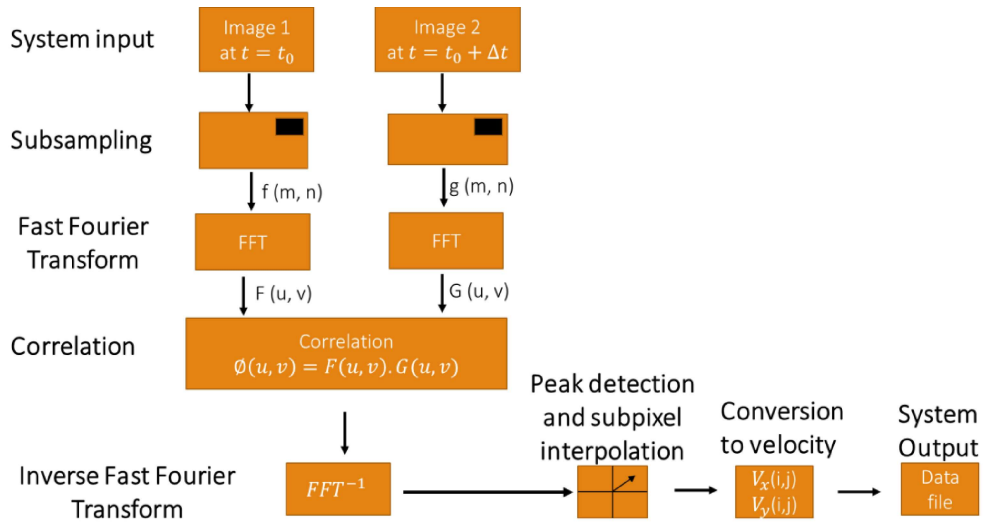 System input
Image 1
at t = t₀
Image 2
at t = t₀ + Δt
Subsampling
f (m, n)
g (m, n)
Fast Fourier
Transform
FFT
FFT
F (u, v)
G (u, v)
Correlation
Correlation
∅(u, v) = F(u, v). G(u, v)
Peak detection
and subpixel
interpolation
Conversion
to velocity
System
Output
Inverse Fast Fourier
Transform
FFT⁻¹
Vₓ(i,j)
Vᵧ(i,j)
Data
file